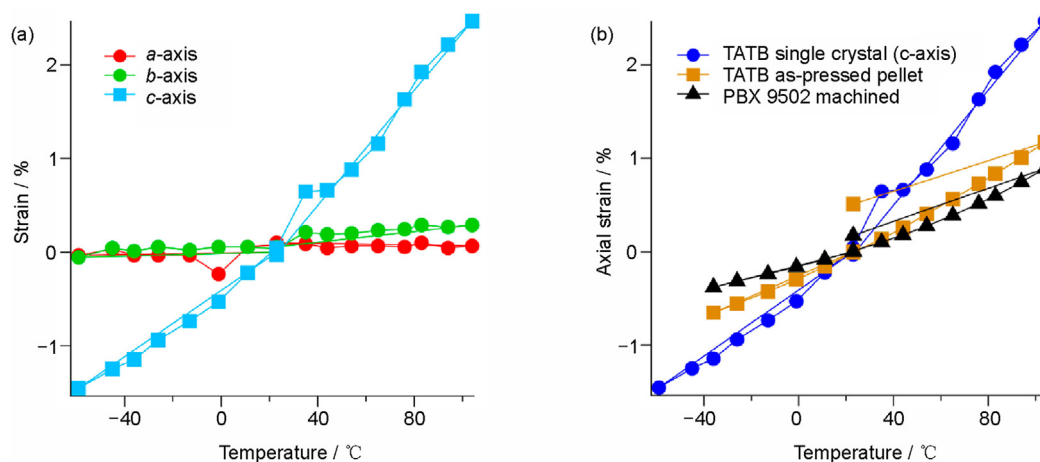 (a)
a-axis
b-axis
c-axis
2
1
0
−1
Strain / %
−40
0
40
80
Temperature / ℃
(b)
TATB single crystal (c-axis)
TATB as-pressed pellet
PBX 9502 machined
2
1
0
−1
Axial strain / %
−40
0
40
80
Temperature / ℃